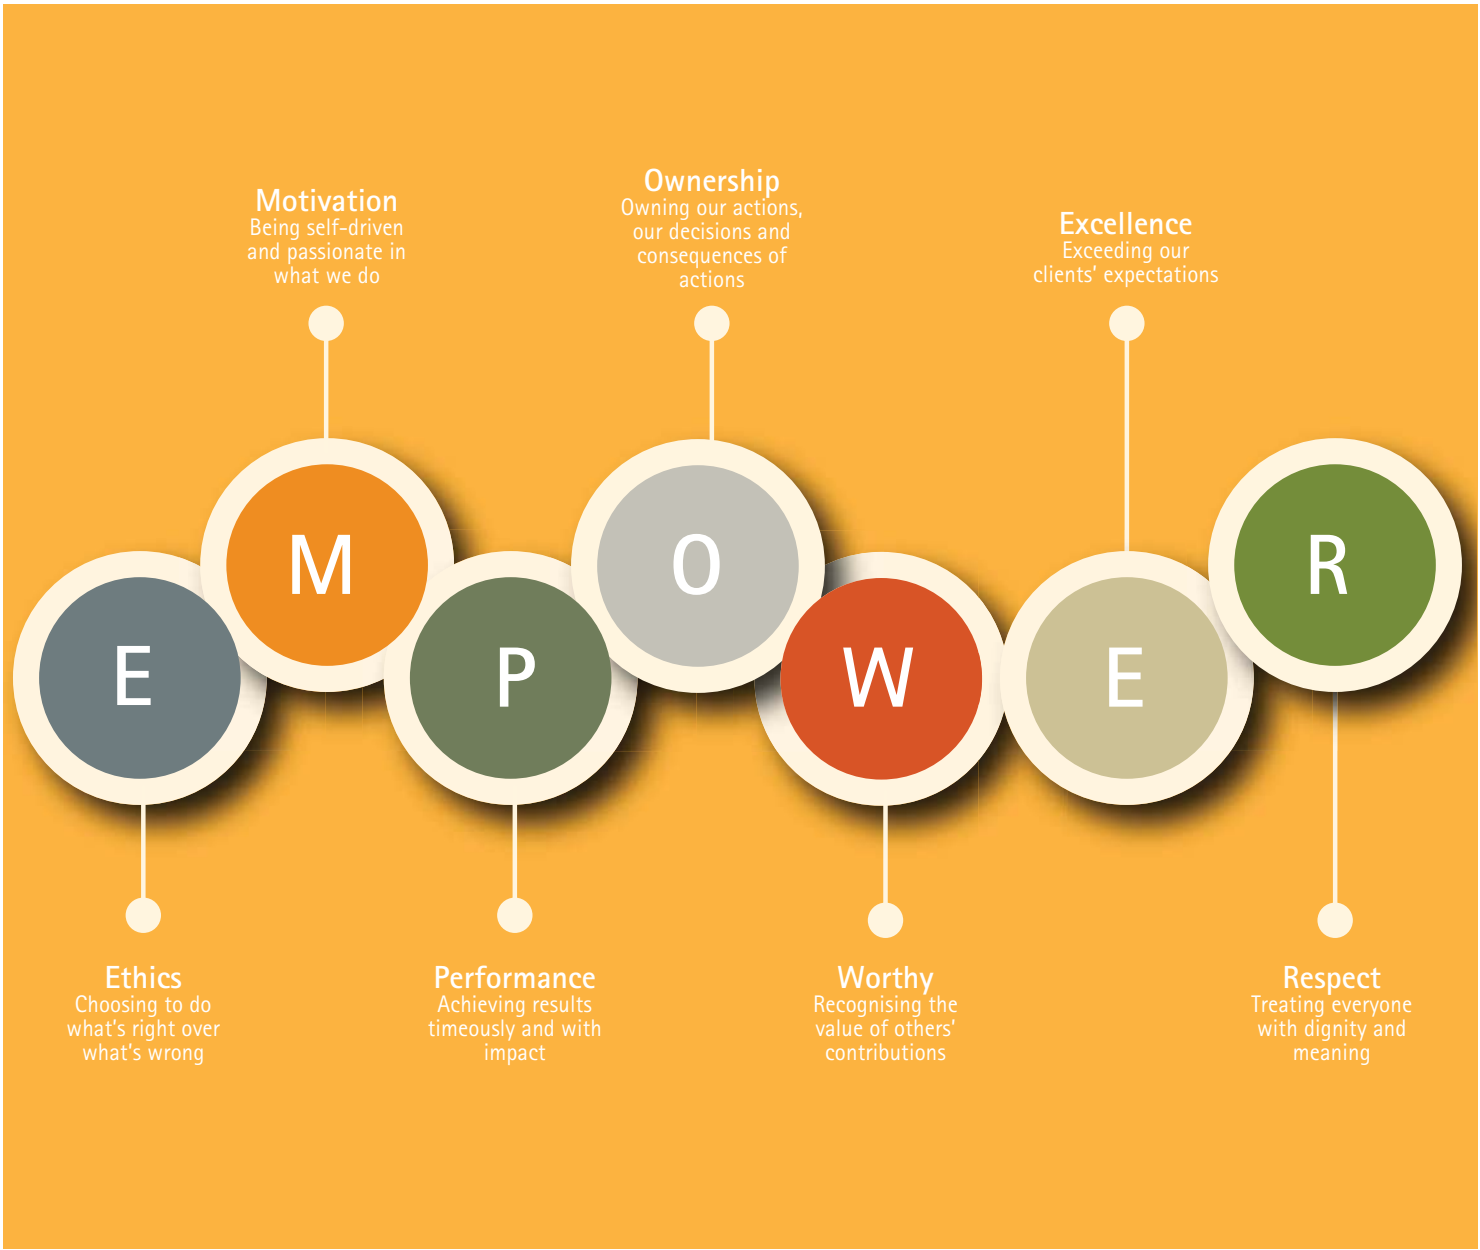 Motivation
Being self-driven
and passionate in
what we do
Ownership
Owning our actions,
our decisions and
consequences of
actions
Excellence
Exceeding our
clients' expectations
E
M
P
O
W
E
R
Ethics
Choosing to do
what's right over
what's wrong
Performance
Achieving results
timeously and with
impact
Worthy
Recognising the
value of others'
contributions
Respect
Treating everyone
with dignity and
meaning